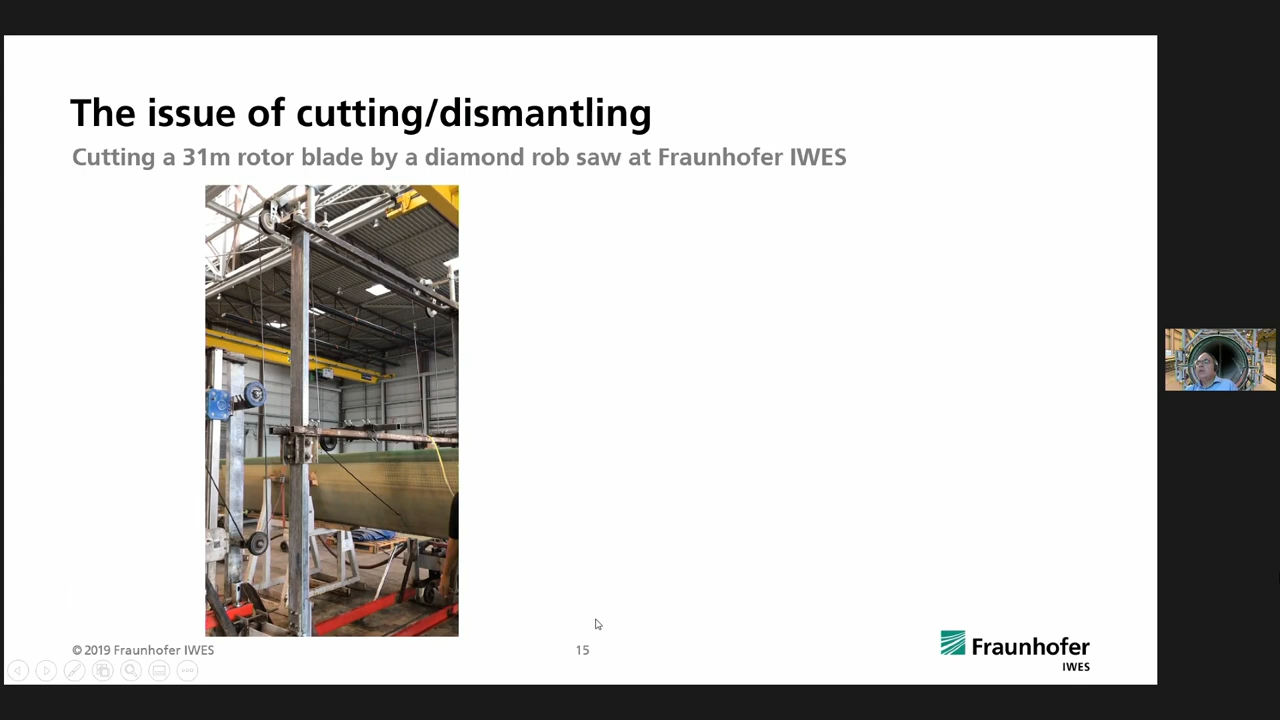 The issue of cutting/dismantling
Cutting a 31m rotor blade by a diamond rob saw at Fraunhofer IWES
© 2019 Fraunhofer IWES
15
Fraunhofer
IWES